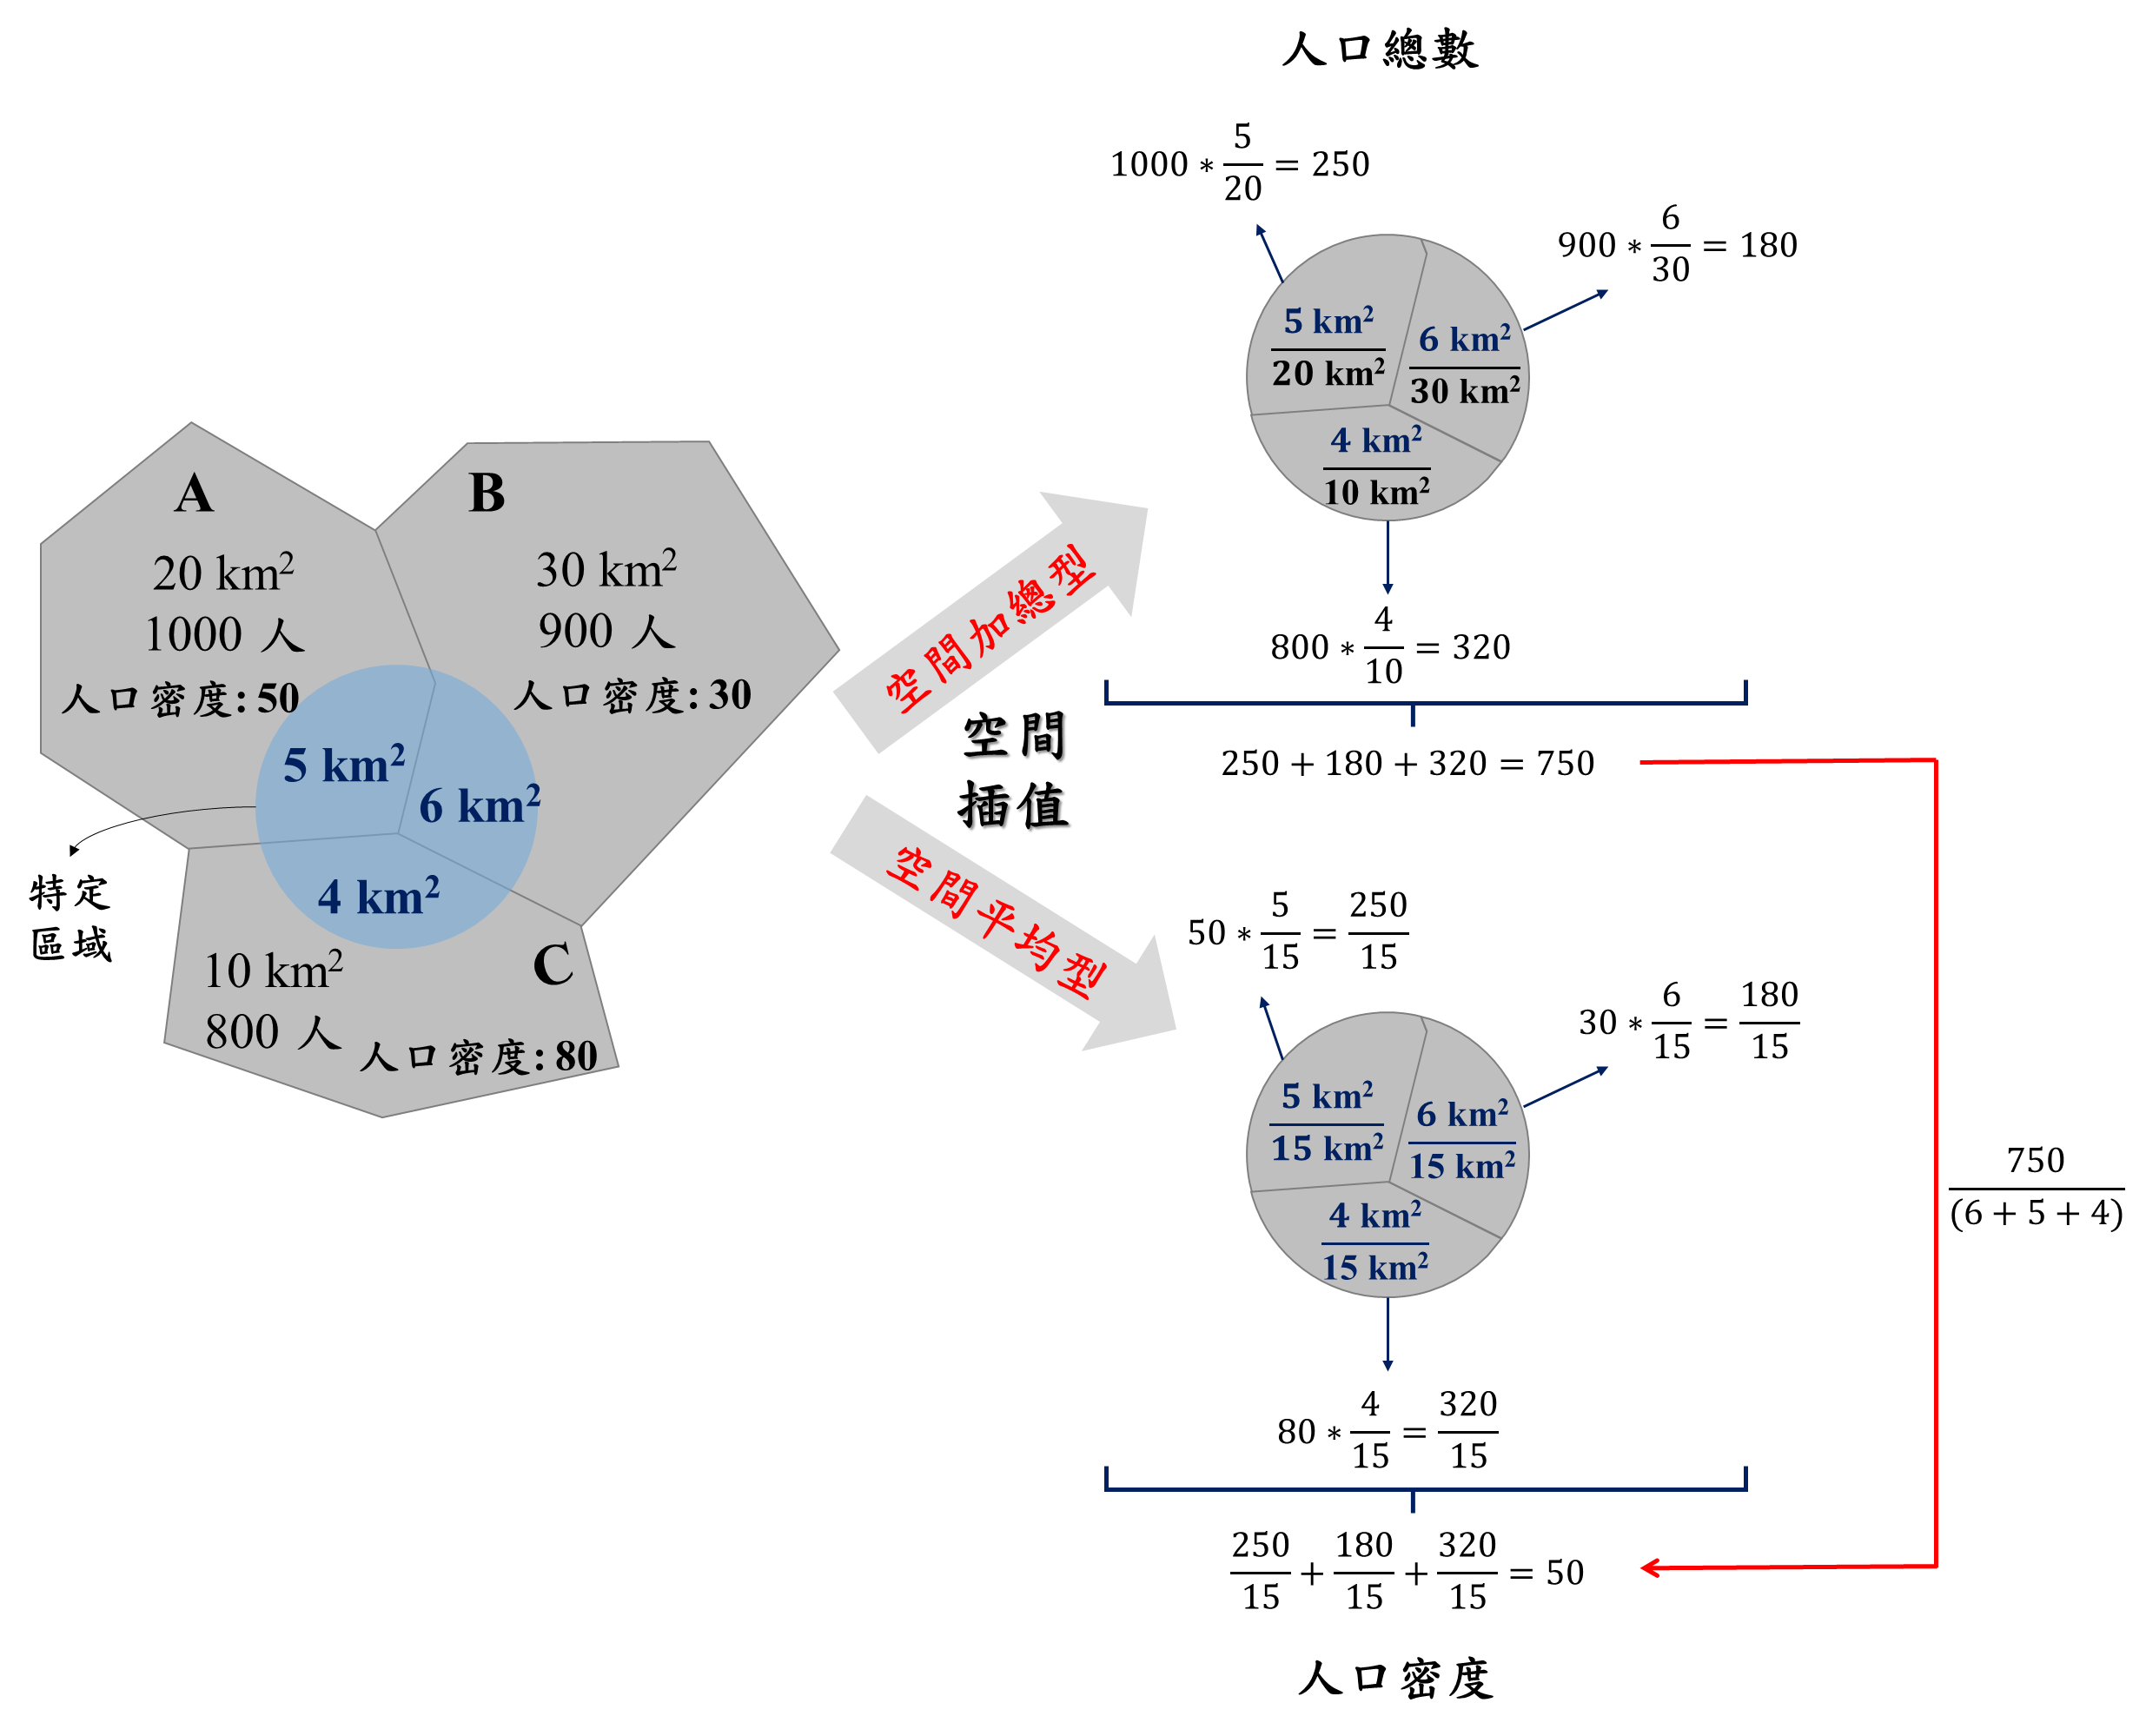 人口總數
1000 ∗ 5/20 = 250
900 ∗ 6/30 = 180
5 km²/20 km²
6 km²/30 km²
4 km²/10 km²
800 ∗ 4/10 = 320
250 + 180 + 320 = 750
A
20 km²
1000 人
人口密度:50
B
30 km²
900 人
人口密度:30
5 km²
6 km²
4 km²
特定
區域
C
10 km²
800 人
人口密度:80
空間加總型
空間
插值
空間平均型
50 ∗ 5/15 = 250/15
30 ∗ 6/15 = 180/15
5 km²/15 km²
6 km²/15 km²
4 km²/15 km²
80 ∗ 4/15 = 320/15
750/(6 + 5 + 4)
250/15 + 180/15 + 320/15 = 50
人口密度